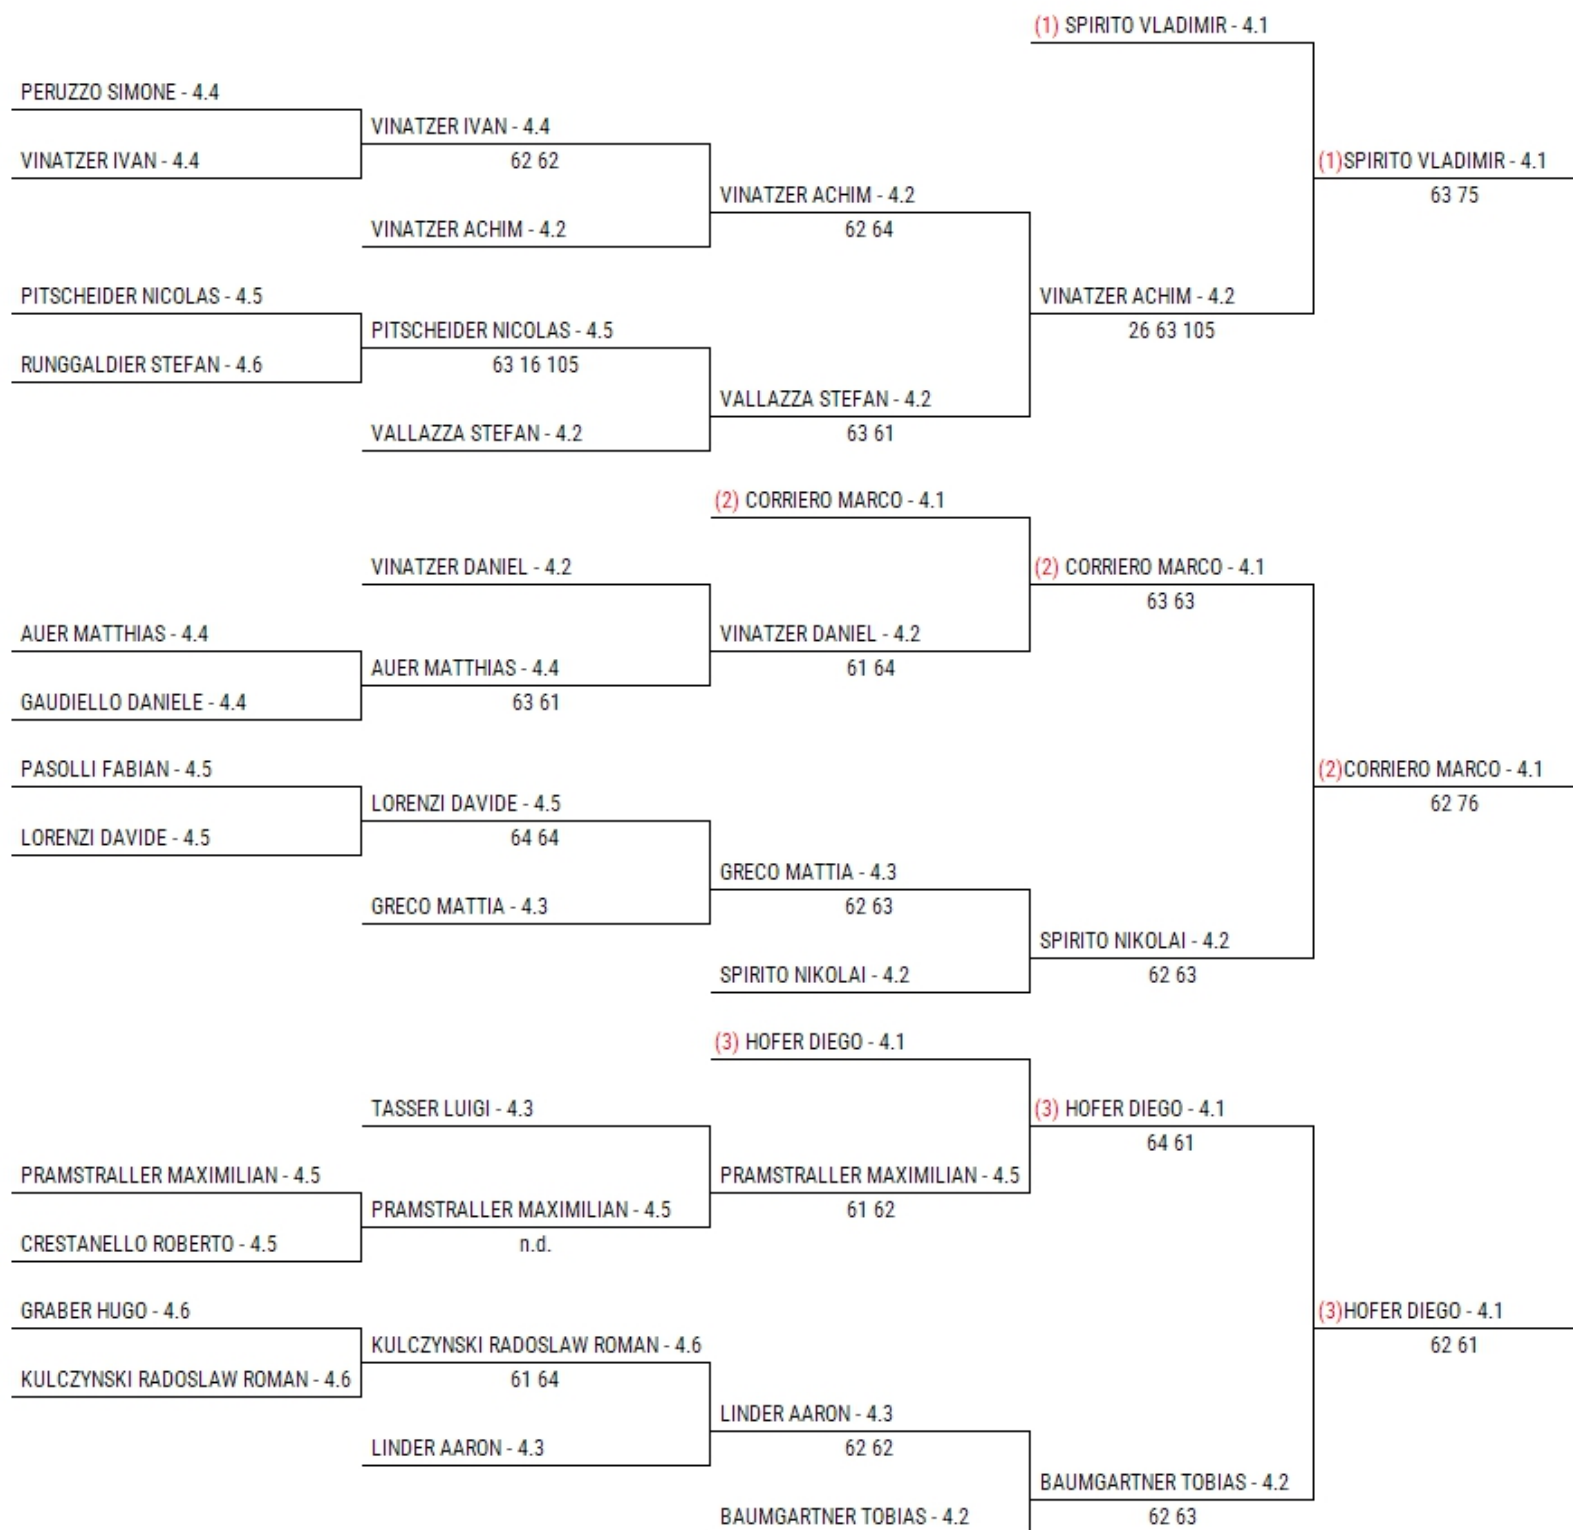 (1) SPIRITO VLADIMIR - 4.1
PERUZZO SIMONE - 4.4
VINATZER IVAN - 4.4
VINATZER IVAN - 4.4
62 62
(1)SPIRITO VLADIMIR - 4.1
63 75
VINATZER ACHIM - 4.2
62 64
VINATZER ACHIM - 4.2
PITSCHEIDER NICOLAS - 4.5
VINATZER ACHIM - 4.2
26 63 105
PITSCHEIDER NICOLAS - 4.5
63 16 105
RUNGGALDIER STEFAN - 4.6
VALLAZZA STEFAN - 4.2
63 61
VALLAZZA STEFAN - 4.2
(2) CORRIERO MARCO - 4.1
VINATZER DANIEL - 4.2
(2) CORRIERO MARCO - 4.1
63 63
AUER MATTHIAS - 4.4
VINATZER DANIEL - 4.2
61 64
AUER MATTHIAS - 4.4
63 61
GAUDIELLO DANIELE - 4.4
PASOLLI FABIAN - 4.5
(2)CORRIERO MARCO - 4.1
62 76
LORENZI DAVIDE - 4.5
64 64
LORENZI DAVIDE - 4.5
GRECO MATTIA - 4.3
62 63
GRECO MATTIA - 4.3
SPIRITO NIKOLAI - 4.2
62 63
SPIRITO NIKOLAI - 4.2
(3) HOFER DIEGO - 4.1
TASSER LUIGI - 4.3
(3) HOFER DIEGO - 4.1
64 61
PRAMSTRALLER MAXIMILIAN - 4.5
PRAMSTRALLER MAXIMILIAN - 4.5
61 62
PRAMSTRALLER MAXIMILIAN - 4.5
n.d.
CRESTANELLO ROBERTO - 4.5
GRABER HUGO - 4.6
(3)HOFER DIEGO - 4.1
62 61
KULCZYNSKI RADOSLAW ROMAN - 4.6
61 64
KULCZYNSKI RADOSLAW ROMAN - 4.6
LINDER AARON - 4.3
62 62
LINDER AARON - 4.3
BAUMGARTNER TOBIAS - 4.2
62 63
BAUMGARTNER TOBIAS - 4.2